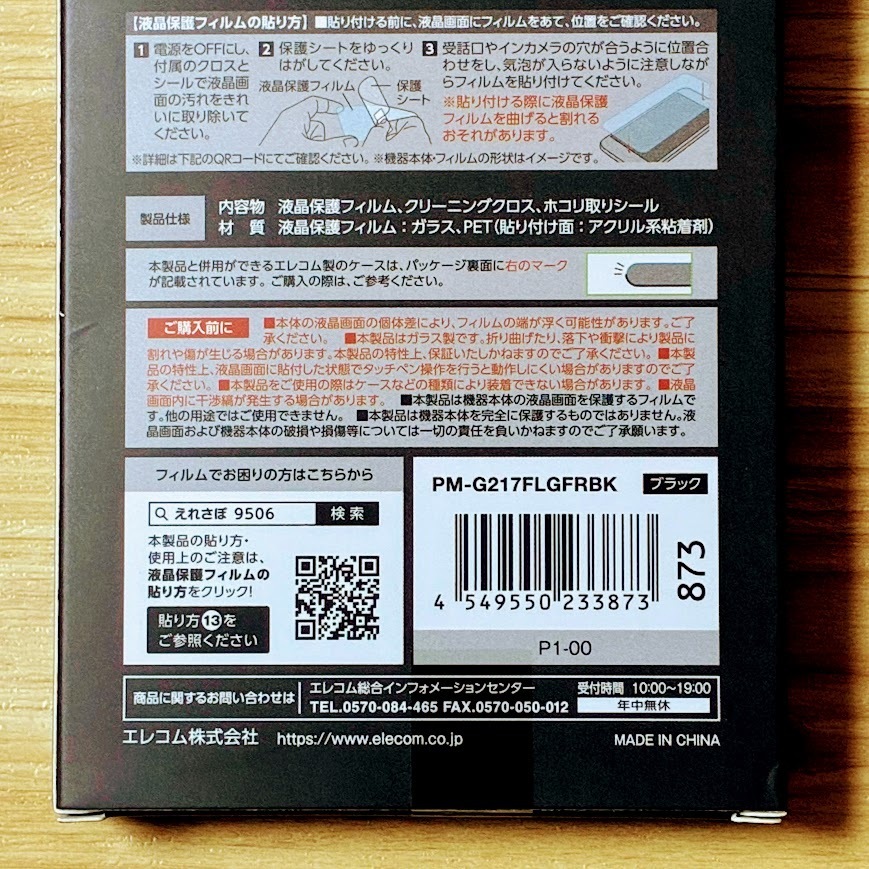 【液晶保護フィルムの貼り方】 ■貼り付ける前に、液晶画面にフィルムをあて、位置をご確認ください。
1 電源をOFFにし、
付属のクロスと
シールで液晶画
面の汚れをきれ
いに取り除いて
ください。
2 保護シートをゆっくり
はがしてください。
液晶保護フィルム
保護
シート
3 受話口やインカメラの穴が合うように位置合
わせをし、気泡が入らないように注意しなが
らフィルムを貼り付けてください。
※貼り付ける際に液晶保護
フィルムを曲げると割れる
おそれがあります。
※詳細は下記のQRコードにてご確認ください。※機器本体・フィルムの形状はイメージです。
製品仕様
内容物 液晶保護フィルム、クリーニングクロス、ホコリ取りシール
材 質 液晶保護フィルム：ガラス、PET（貼り付け面：アクリル系粘着剤）
本製品と併用ができるエレコム製のケースは、パッケージ裏面に右のマーク
が記載されています。ご購入の際は、ご参考ください。
ご購入前に ■本体の液晶画面の個体差により、フィルムの端が浮く可能性があります。ご了
承ください。 ■本製品はガラス製です。折り曲げたり、落下や衝撃により製品に
割れや傷が生じる場合があります。本製品の特性上、保証いたしかねますのでご了承ください。 ■本製
品の特性上、液晶画面に貼付した状態でタッチペン操作を行うと動作しにくい場合がありますのでご了
承ください。 ■本製品をご使用の際はケースなどの種類により装着できない場合があります。 ■液晶
画面内に干渉縞が発生する場合があります。 ■本製品は機器本体の液晶画面を保護するフィルムで
す。他の用途ではご使用できません。 ■本製品は機器本体を完全に保護するものではありません。液
晶画面および機器本体の破損や損傷等については一切の責任を負いかねますのでご了承願います。
フィルムでお困りの方はこちらから
えれさぽ 9506 検索
本製品の貼り方・
使用上のご注意は、
液晶保護フィルムの
貼り方をクリック!
貼り方⑬を
ご参照ください
PM-G217FLGFRBK ブラック
4 549550 233873
873
P1-00
商品に関するお問い合わせは
エレコム総合インフォメーションセンター
TEL.0570-084-465 FAX.0570-050-012
受付時間 10:00〜19:00
年中無休
エレコム株式会社 https://www.elecom.co.jp
MADE IN CHINA